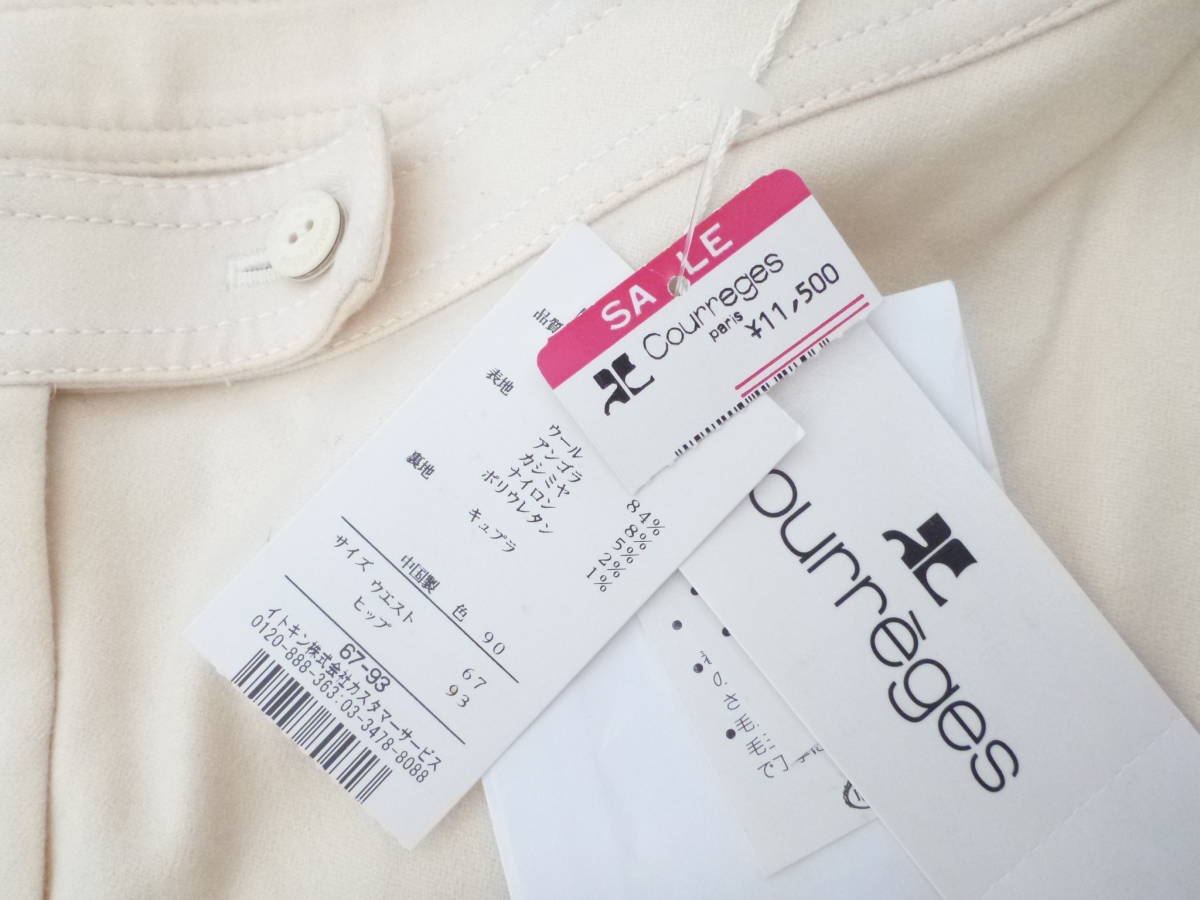 SALE
Courreges
paris
¥11,500
品質
表地
ウール 84%
アンゴラ 8%
カシミヤ 5%
ナイロン 2%
ポリウレタン 1%
裏地
キュプラ
中国製 色 90
サイズ ウエスト 67
ヒップ 93
67-93
イトキン株式会社カスタマーサービス
0120-888-363:03-3478-8088
ourrēges